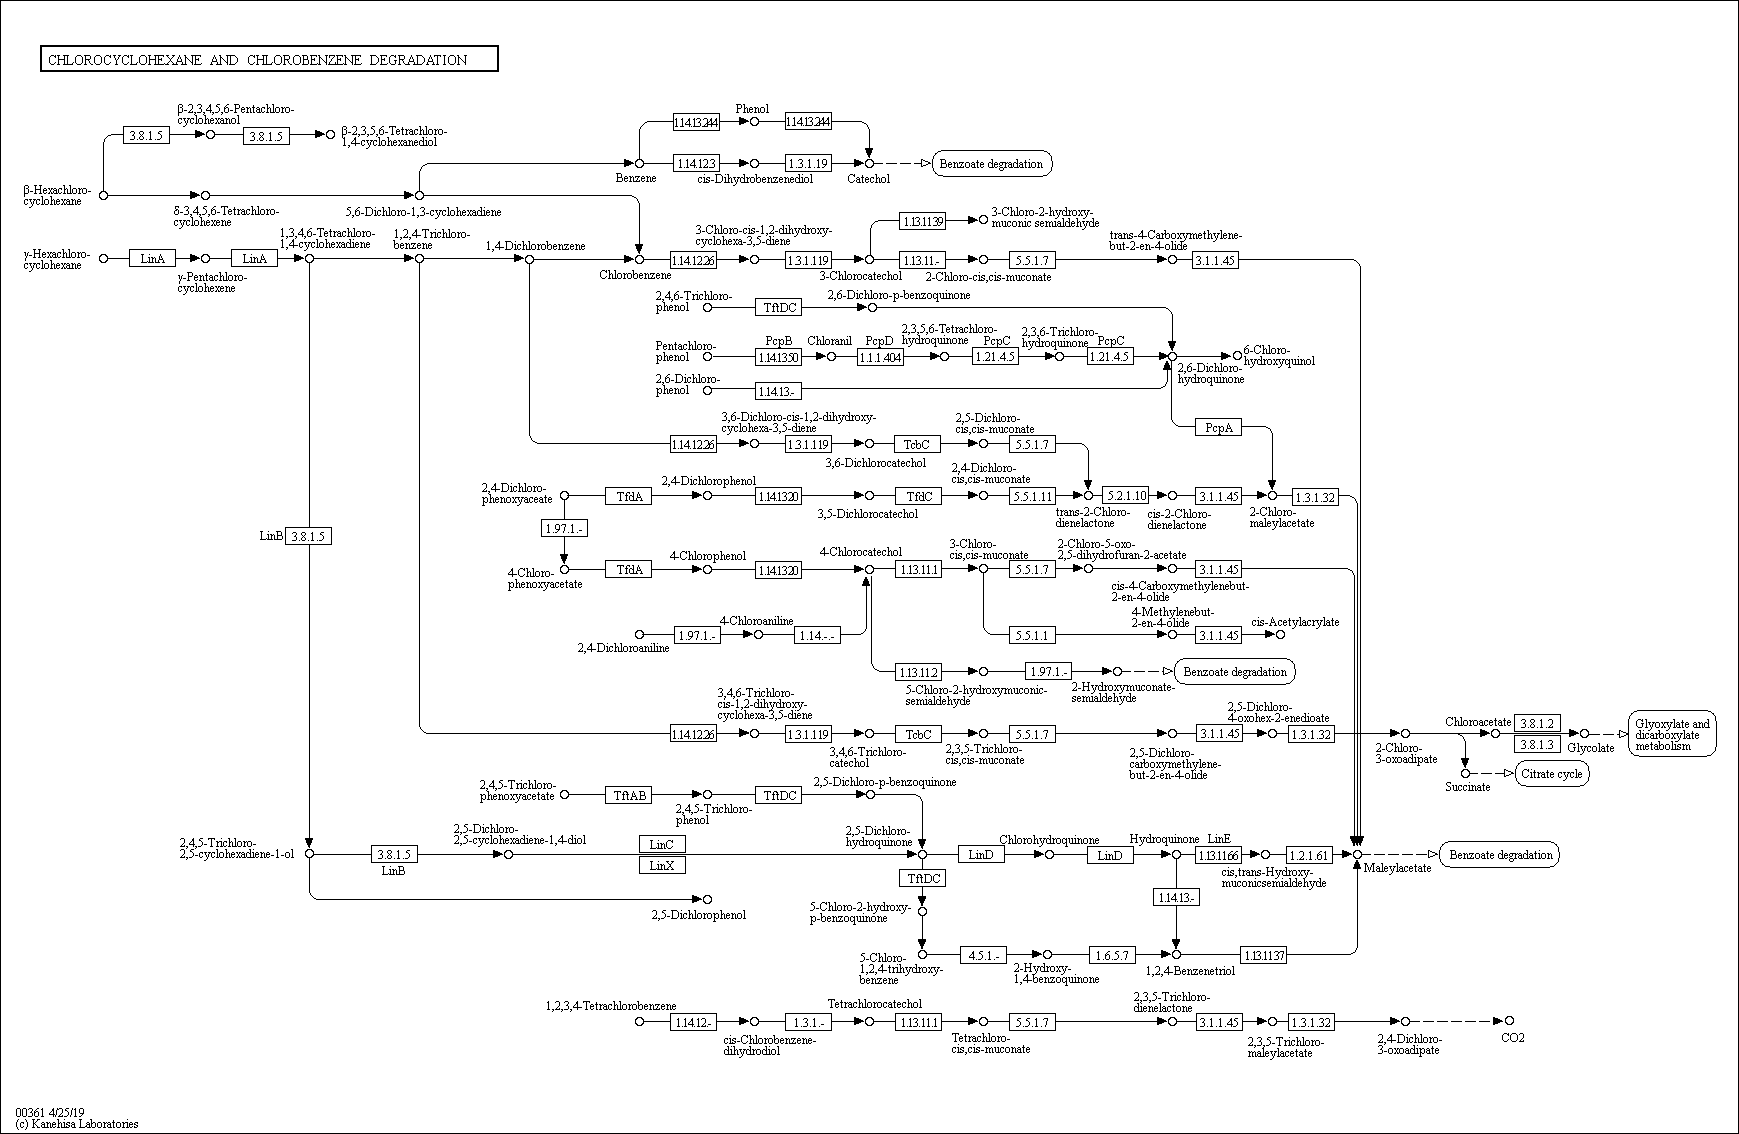 CHLOROCYCLOHEXANE AND CHLOROBENZENE DEGRADATION
β-2,3,4,5,6-Pentachloro-
cyclohexanol
3.8.1.5
3.8.1.5
β-2,3,5,6-Tetrachloro-
1,4-cyclohexanediol
Phenol
1.14.13.244
1.14.13.244
Benzene
1.14.12.3
cis-Dihydrobenzenediol
1.3.1.19
Catechol
Benzoate degradation
β-Hexachloro-
cyclohexane
δ-3,4,5,6-Tetrachloro-
cyclohexene
5,6-Dichloro-1,3-cyclohexadiene
γ-Hexachloro-
cyclohexane
LinA
γ-Pentachloro-
cyclohexene
LinA
1,3,4,6-Tetrachloro-
1,4-cyclohexadiene
1,2,4-Trichloro-
benzene
1,4-Dichlorobenzene
Chlorobenzene
1.14.12.26
3-Chloro-cis-1,2-dihydroxy-
cyclohexa-3,5-diene
1.3.1.119
3-Chlorocatechol
1.13.11.39
3-Chloro-2-hydroxy-
muconic semialdehyde
1.13.11.-
2-Chloro-cis,cis-muconate
5.5.1.7
trans-4-Carboxymethylene-
but-2-en-4-olide
3.1.1.45
2,4,6-Trichloro-
phenol
TftDC
2,6-Dichloro-p-benzoquinone
Pentachloro-
phenol
PcpB
1.14.13.50
Chloranil
PcpD
1.1.1.404
2,3,5,6-Tetrachloro-
hydroquinone
PcpC
1.21.4.5
2,3,6-Trichloro-
hydroquinone
PcpC
1.21.4.5
2,6-Dichloro-
hydroquinone
6-Chloro-
hydroxyquinol
2,6-Dichloro-
phenol
1.14.13.-
PcpA
1.14.12.26
3,6-Dichloro-cis-1,2-dihydroxy-
cyclohexa-3,5-diene
1.3.1.119
3,6-Dichlorocatechol
TcbC
2,5-Dichloro-
cis,cis-muconate
5.5.1.7
2,4-Dichloro-
phenoxyaceate
TfdA
2,4-Dichlorophenol
1.14.13.20
3,5-Dichlorocatechol
TfdC
2,4-Dichloro-
cis,cis-muconate
5.5.1.11
trans-2-Chloro-
dienelactone
5.2.1.10
cis-2-Chloro-
dienelactone
3.1.1.45
2-Chloro-
maleylacetate
1.3.1.32
1.97.1.-
LinB
3.8.1.5
4-Chloro-
phenoxyacetate
TfdA
4-Chlorophenol
1.14.13.20
4-Chlorocatechol
1.13.11.1
3-Chloro-
cis,cis-muconate
5.5.1.7
2-Chloro-5-oxo-
2,5-dihydrofuran-2-acetate
3.1.1.45
cis-4-Carboxymethylenebut-
2-en-4-olide
2,4-Dichloroaniline
1.97.1.-
4-Chloroaniline
1.14.-.-
5.5.1.1
4-Methylenebut-
2-en-4-olide
3.1.1.45
cis-Acetylacrylate
1.13.11.2
5-Chloro-2-hydroxymuconic-
semialdehyde
1.97.1.-
2-Hydroxymuconate-
semialdehyde
Benzoate degradation
1.14.12.26
3,4,6-Trichloro-
cis-1,2-dihydroxy-
cyclohexa-3,5-diene
1.3.1.119
3,4,6-Trichloro-
catechol
TcbC
2,3,5-Trichloro-
cis,cis-muconate
5.5.1.7
2,5-Dichloro-
carboxymethylene-
but-2-en-4-olide
3.1.1.45
2,5-Dichloro-
4-oxohex-2-enedioate
1.3.1.32
2-Chloro-
3-oxoadipate
Chloroacetate
3.8.1.2
3.8.1.3
Glycolate
Glyoxylate and
dicarboxylate
metabolism
Succinate
Citrate cycle
2,4,5-Trichloro-
phenoxyacetate
TftAB
2,4,5-Trichloro-
phenol
TftDC
2,5-Dichloro-p-benzoquinone
2,4,5-Trichloro-
2,5-cyclohexadiene-1-ol
3.8.1.5
LinB
2,5-Dichloro-
2,5-cyclohexadiene-1,4-diol
LinC
LinX
2,5-Dichloro-
hydroquinone
LinD
Chlorohydroquinone
LinD
Hydroquinone
LinE
1.13.11.66
cis,trans-Hydroxy-
muconicsemialdehyde
1.2.1.61
Maleylacetate
Benzoate degradation
TftDC
2,5-Dichlorophenol
5-Chloro-2-hydroxy-
p-benzoquinone
1.14.13.-
5-Chloro-
1,2,4-trihydroxy-
benzene
4.5.1.-
2-Hydroxy-
1,4-benzoquinone
1.6.5.7
1,2,4-Benzenetriol
1.13.11.37
1,2,3,4-Tetrachlorobenzene
1.14.12.-
cis-Chlorobenzene-
dihydrodiol
1.3.1.-
Tetrachlorocatechol
1.13.11.1
Tetrachloro-
cis,cis-muconate
5.5.1.7
2,3,5-Trichloro-
dienelactone
3.1.1.45
2,3,5-Trichloro-
maleylacetate
1.3.1.32
2,4-Dichloro-
3-oxoadipate
CO2
00361 4/25/19
(c) Kanehisa Laboratories